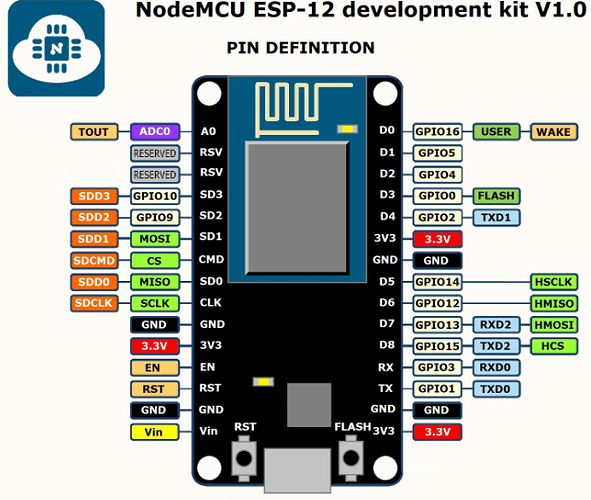 NodeMCU ESP-12 development kit V1.0
PIN DEFINITION
N
TOUT ADC0 A0 D0 GPIO16 USER WAKE
RESERVED RSV D1 GPIO5
RESERVED RSV D2 GPIO4
SDD3 GPIO10 SD3 D3 GPIO0 FLASH
SDD2 GPIO9 SD2 D4 GPIO2 TXD1
SDD1 MOSI SD1 3V3 3.3V
SDCMD CS CMD GND GND
SDD0 MISO SD0 D5 GPIO14 HSCLK
SDCLK SCLK CLK D6 GPIO12 HMISO
GND GND D7 GPIO13 RXD2 HMOSI
3.3V 3V3 D8 GPIO15 TXD2 HCS
EN EN RX GPIO3 RXD0
RST RST TX GPIO1 TXD0
GND GND GND GND
Vin Vin 3V3 3.3V
RST FLASH